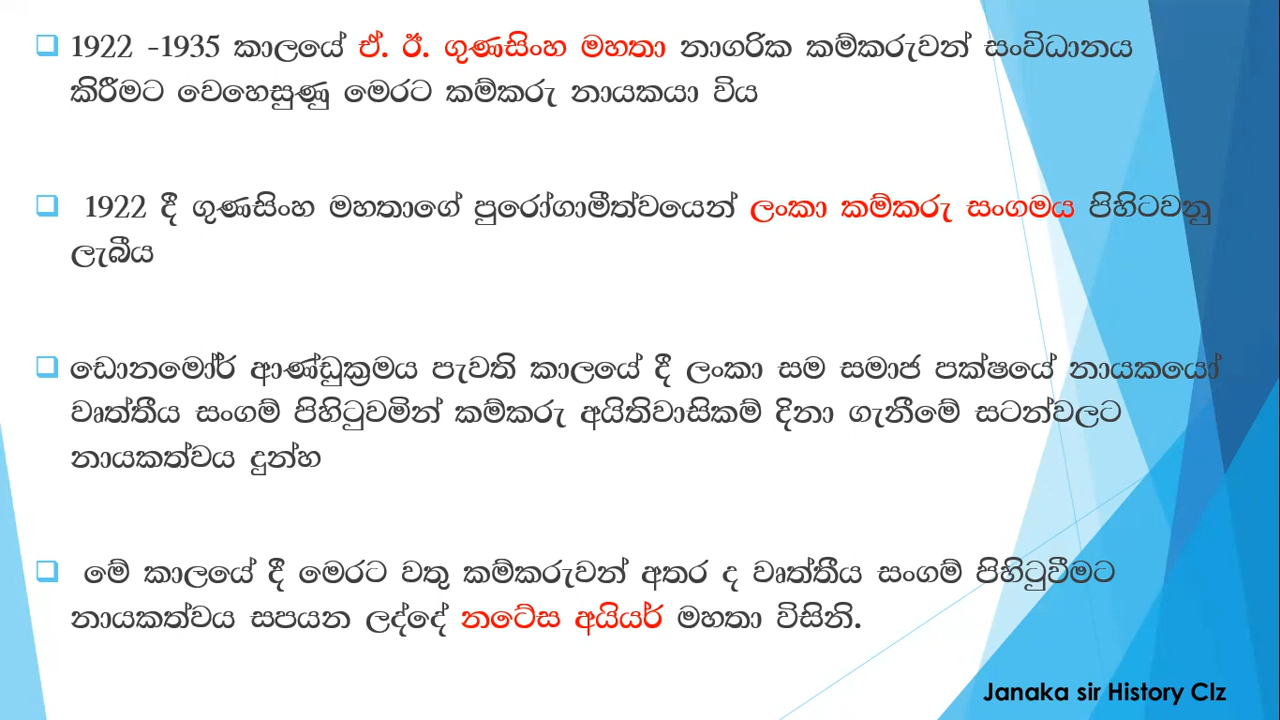 1922 -1935 කාලයේ ඒ. ඊ. ගුණසිංහ මහතා නාගරික කම්කරුවන් සංවිධානය
කිරීමට වෙහෙසුණු මෙරට කම්කරු නායකයා විය
1922 දී ගුණසිංහ මහතාගේ පුරෝගාමීත්වයෙන් ලංකා කම්කරු සංගමය පිහිටවනු
ලැබීය
ඩොනමෝර් ආණ්ඩුක්‍රමය පැවති කාලයේ දී ලංකා සම සමාජ පක්ෂයේ නායකයෝ
වෘත්තීය සංගම් පිහිටුවමින් කම්කරු අයිතිවාසිකම් දිනා ගැනීමේ සටන්වලට
නායකත්වය දුන්හ
මේ කාලයේ දී මෙරට වතු කම්කරුවන් අතර ද වෘත්තීය සංගම් පිහිටුවීමට
නායකත්වය සපයන ලද්දේ නටේස අයියර් මහතා විසිනි.
Janaka sir History Clz